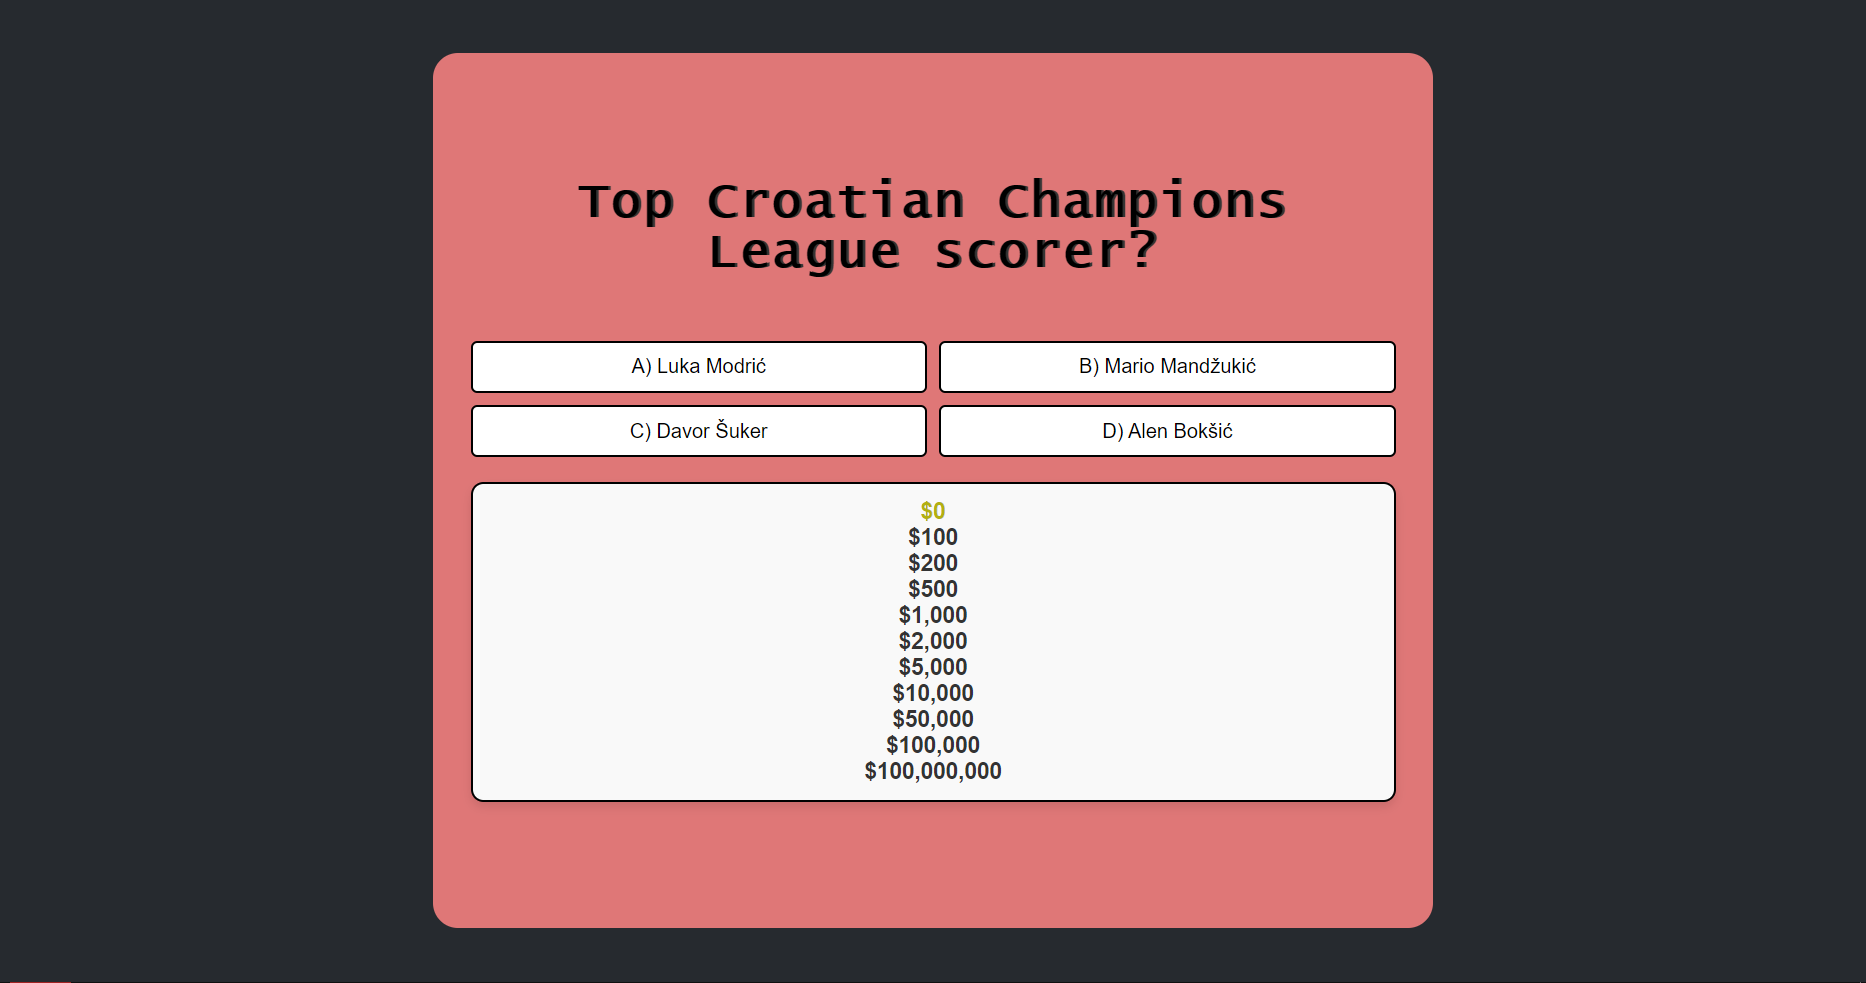 Top Croatian Champions
League scorer?
A) Luka Modrić
B) Mario Mandžukić
C) Davor Šuker
D) Alen Bokšić
$0
$100
$200
$500
$1,000
$2,000
$5,000
$10,000
$50,000
$100,000
$100,000,000